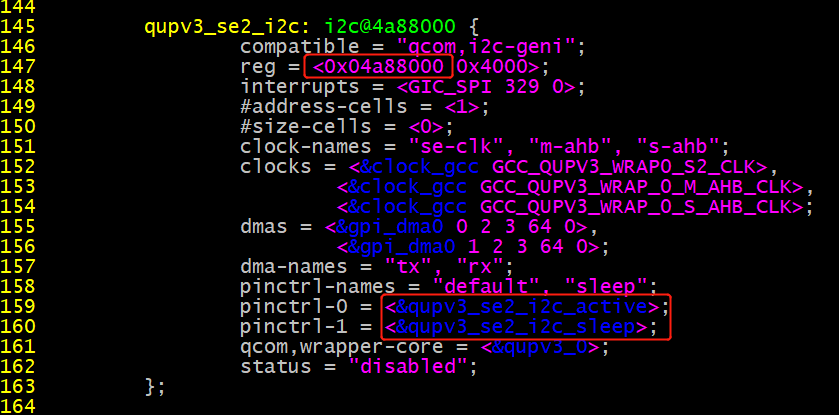 144
145 qupv3_se2_i2c: i2c@4a88000 {
146 compatible = "qcom,i2c-geni";
147 reg = <0x04a88000 0x4000>;
148 interrupts = <GIC_SPI 329 0>;
149 #address-cells = <1>;
150 #size-cells = <0>;
151 clock-names = "se-clk", "m-ahb", "s-ahb";
152 clocks = <&clock_gcc GCC_QUPV3_WRAP0_S2_CLK>,
153 <&clock_gcc GCC_QUPV3_WRAP_0_M_AHB_CLK>,
154 <&clock_gcc GCC_QUPV3_WRAP_0_S_AHB_CLK>;
155 dmas = <&gpi_dma0 0 2 3 64 0>,
156 <&gpi_dma0 1 2 3 64 0>;
157 dma-names = "tx", "rx";
158 pinctrl-names = "default", "sleep";
159 pinctrl-0 = <&qupv3_se2_i2c_active>;
160 pinctrl-1 = <&qupv3_se2_i2c_sleep>;
161 qcom,wrapper-core = <&qupv3_0>;
162 status = "disabled";
163 };
164